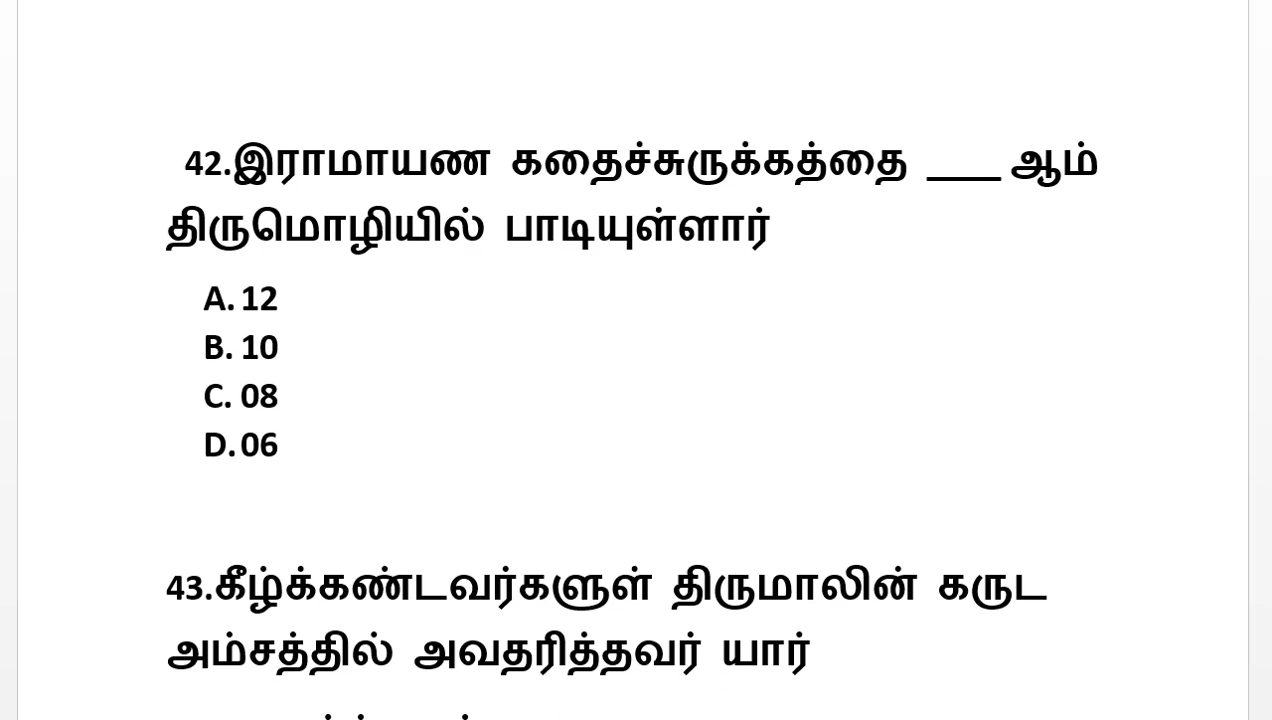 42.இராமாயண கதைச்சுருக்கத்தை ____ ஆம்
திருமொழியில் பாடியுள்ளார்
A. 12
B. 10
C. 08
D. 06
43.கீழ்க்கண்டவர்களுள் திருமாலின் கருட
அம்சத்தில் அவதரித்தவர் யார்